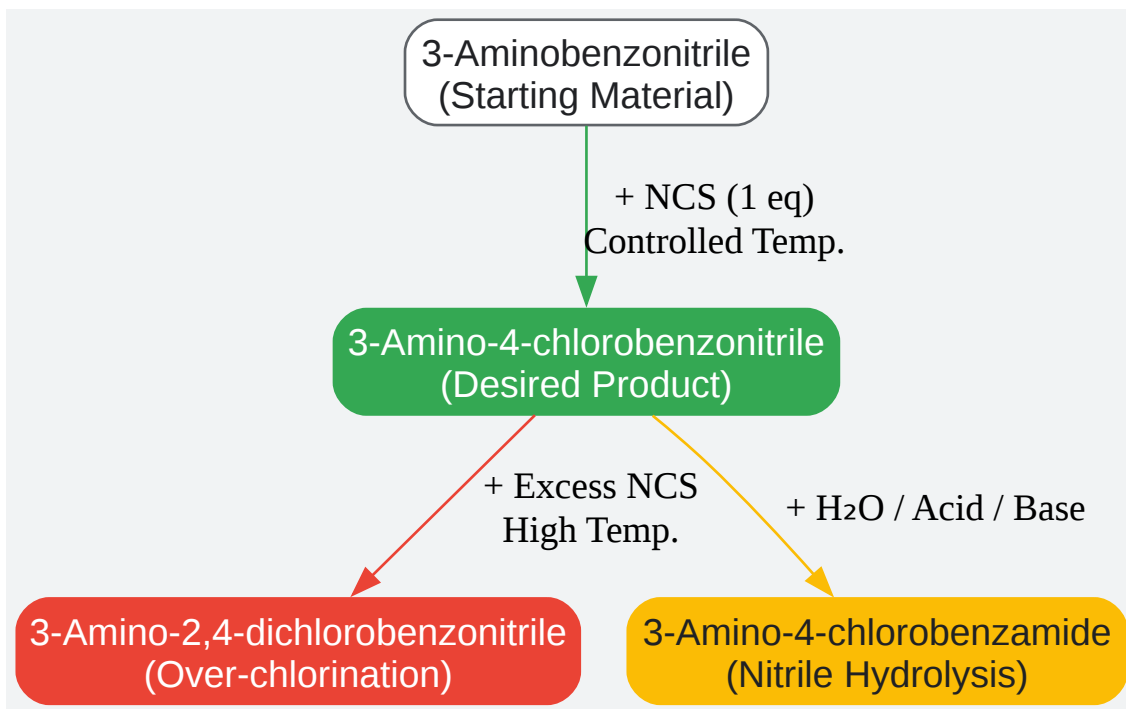 3-Aminobenzonitrile
(Starting Material)
+ NCS (1 eq)
Controlled Temp.
3-Amino-4-chlorobenzonitrile
(Desired Product)
+ Excess NCS
High Temp.
+ H₂O / Acid / Base
3-Amino-2,4-dichlorobenzonitrile
(Over-chlorination)
3-Amino-4-chlorobenzamide
(Nitrile Hydrolysis)